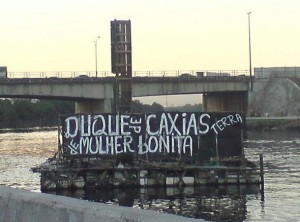 DUQUE de CAXIAS
TERRA
de MULHER bONITA